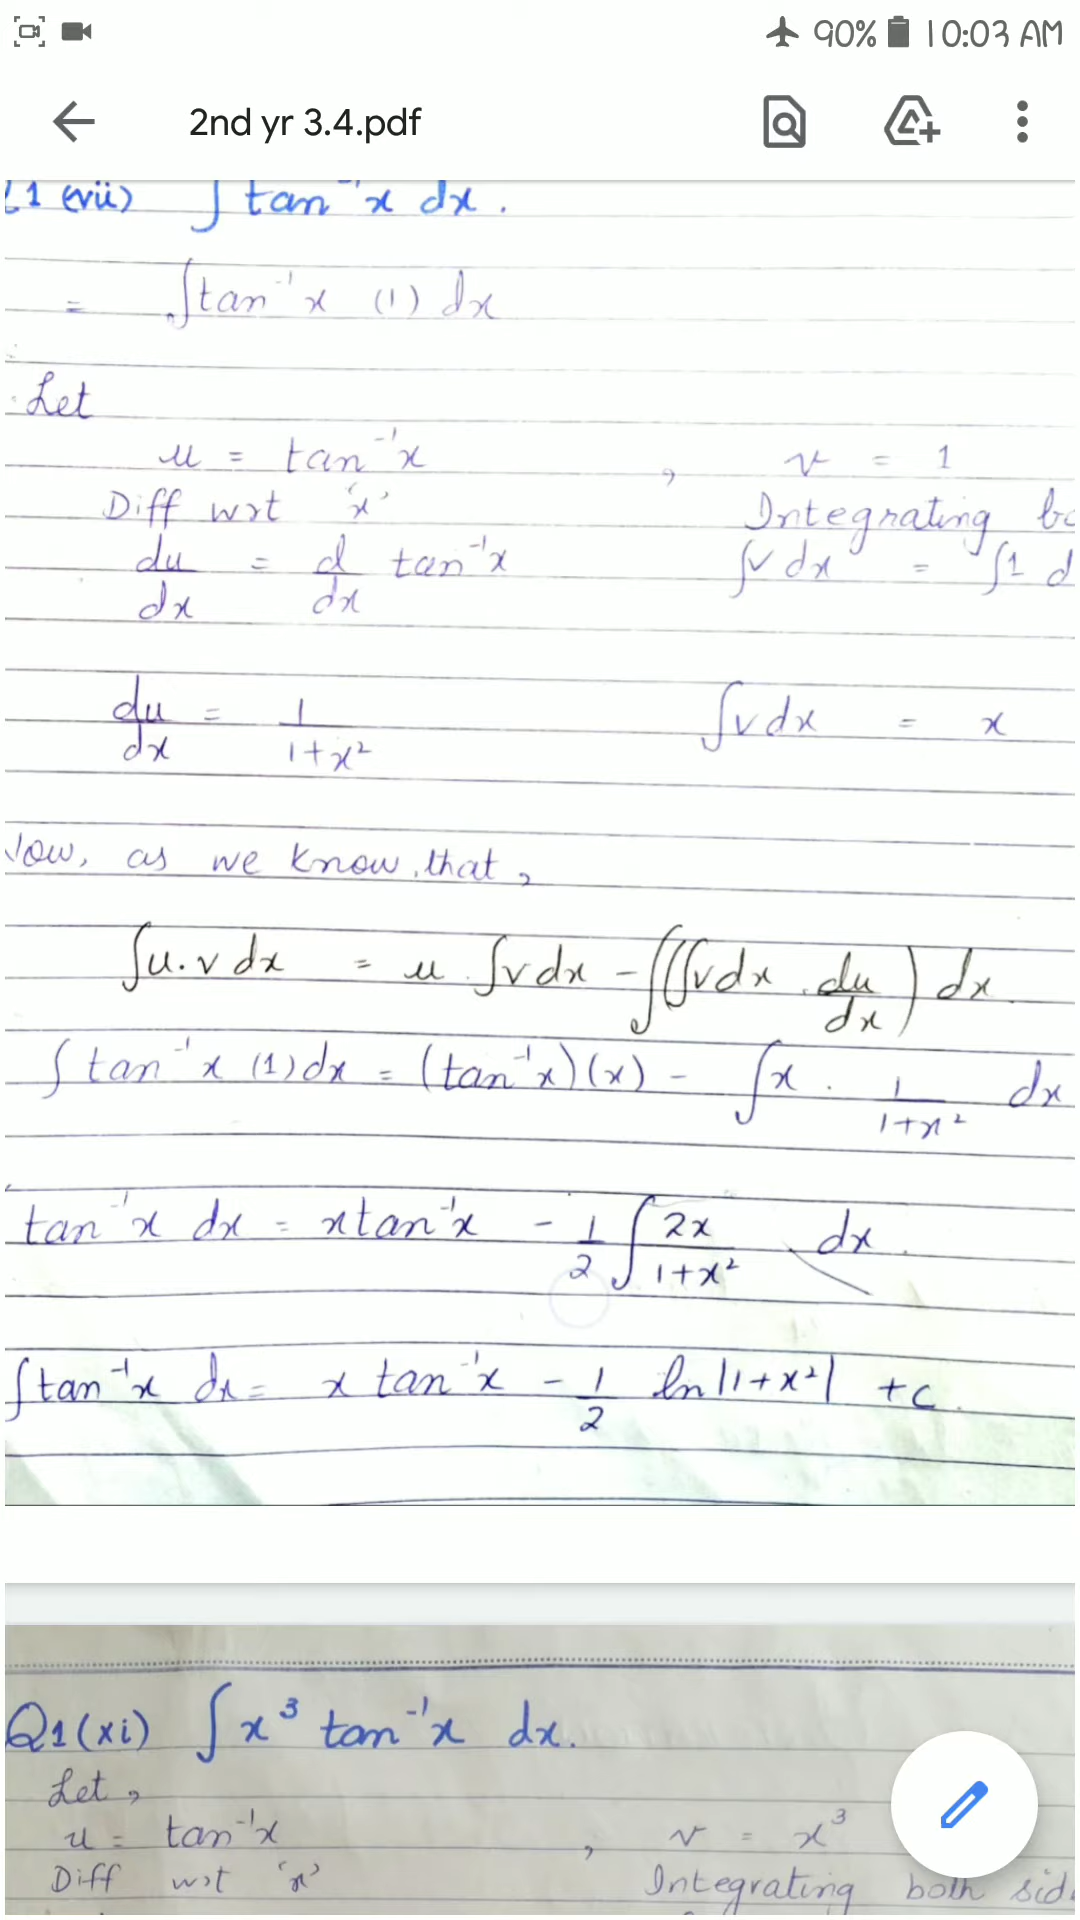 90% 10:03 AM
2nd yr 3.4.pdf
1 (vii) ∫ tan⁻¹x dx.
= ∫tan⁻¹x (1) dx
Let
u = tan⁻¹x , v = 1
Diff wrt 'x' Integrating
du/dx = d/dx tan⁻¹x ∫v dx = ∫1 d
du/dx = 1/(1+x²) ∫v dx = x
as we know that,
∫u.v dx = u.∫v dx - ∫(∫v dx . du/dx) dx
∫tan⁻¹x (1) dx = (tan⁻¹x)(x) - ∫x . 1/(1+x²) dx
tan⁻¹x dx = x tan⁻¹x - 1/2 ∫ 2x/(1+x²) dx.
∫tan⁻¹x dx = x tan⁻¹x - 1/2 ln|1+x²| +c.
Q1(xi) ∫x³ tan⁻¹x dx.
Let,
u = tan⁻¹x , v = x³
Diff wrt 'x' Integrating both sid